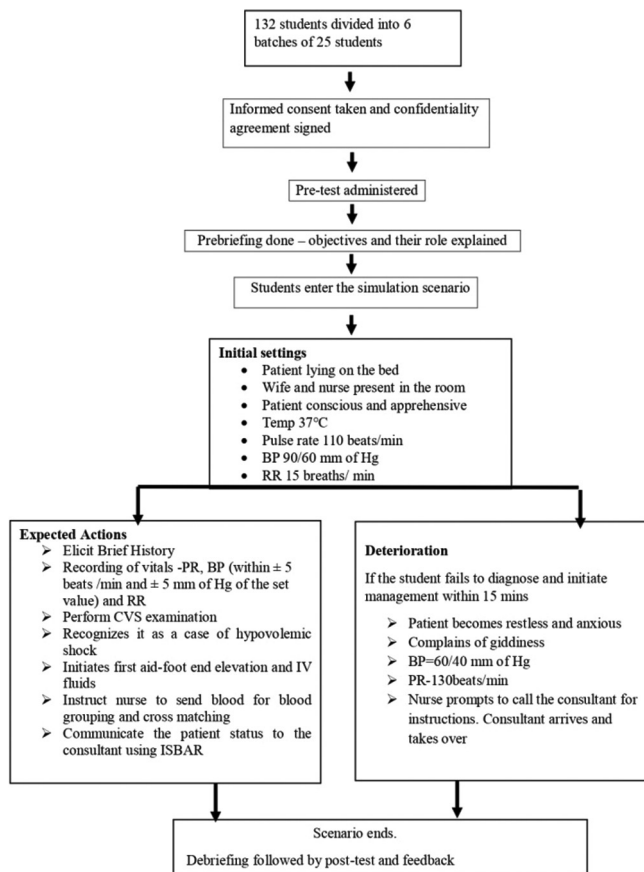 132 students divided into 6
batches of 25 students
Informed consent taken and confidentiality
agreement signed
Pre-test administered
Prebriefing done – objectives and their role explained
Students enter the simulation scenario
Initial settings
• Patient lying on the bed
• Wife and nurse present in the room
• Patient conscious and apprehensive
• Temp 37°C
• Pulse rate 110 beats/min
• BP 90/60 mm of Hg
• RR 15 breaths/ min
Expected Actions
➢ Elicit Brief History
➢ Recording of vitals -PR, BP (within ± 5
beats /min and ± 5 mm of Hg of the set
value) and RR
➢ Perform CVS examination
➢ Recognizes it as a case of hypovolemic
shock
➢ Initiates first aid-foot end elevation and IV
fluids
➢ Instruct nurse to send blood for blood
grouping and cross matching
➢ Communicate the patient status to the
consultant using ISBAR
Deterioration
If the student fails to diagnose and initiate
management within 15 mins
➢ Patient becomes restless and anxious
➢ Complains of giddiness
➢ BP=60/40 mm of Hg
➢ PR-130beats/min
➢ Nurse prompts to call the consultant for
instructions. Consultant arrives and
takes over
Scenario ends.
Debriefing followed by post-test and feedback